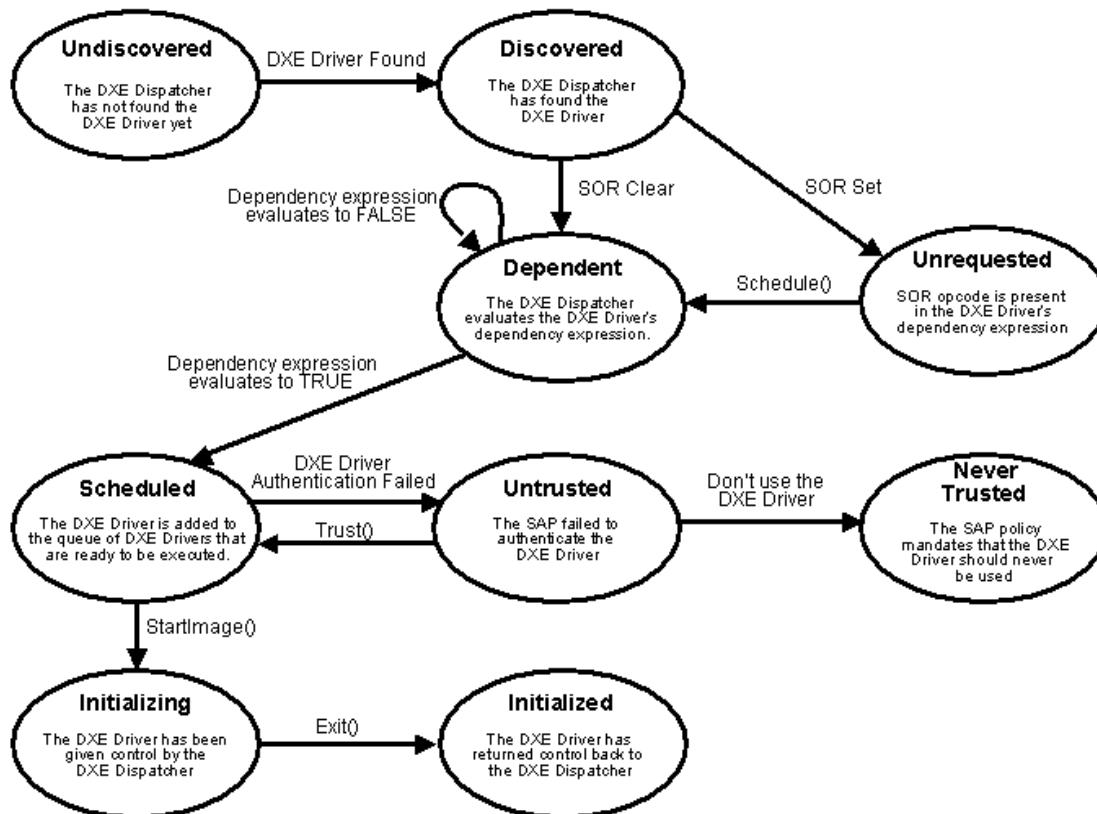 Undiscovered
The DXE Dispatcher
has not found the
DXE Driver yet
DXE Driver Found
Discovered
The DXE Dispatcher
has found the
DXE Driver
SOR Clear
SOR Set
Dependency expression
evaluates to FALSE
Dependent
The DXE Dispatcher
evaluates the DXE Driver's
dependency expression.
Schedule()
Unrequested
SOR opcode is present
in the DXE Driver's
dependency expression
Dependency expression
evaluates to TRUE
Scheduled
The DXE Driver is added to
the queue of DXE Drivers that
are ready to be executed.
DXE Driver
Authentication Failed
Trust()
Untrusted
The SAP failed to
authenticate the
DXE Driver
Don't use the
DXE Driver
Never
Trusted
The SAP policy
mandates that the DXE
Driver should never
be used
StartImage()
Initializing
The DXE Driver has been
given control by the
DXE Dispatcher
Exit()
Initialized
The DXE Driver has
returned control back to
the DXE Dispatcher